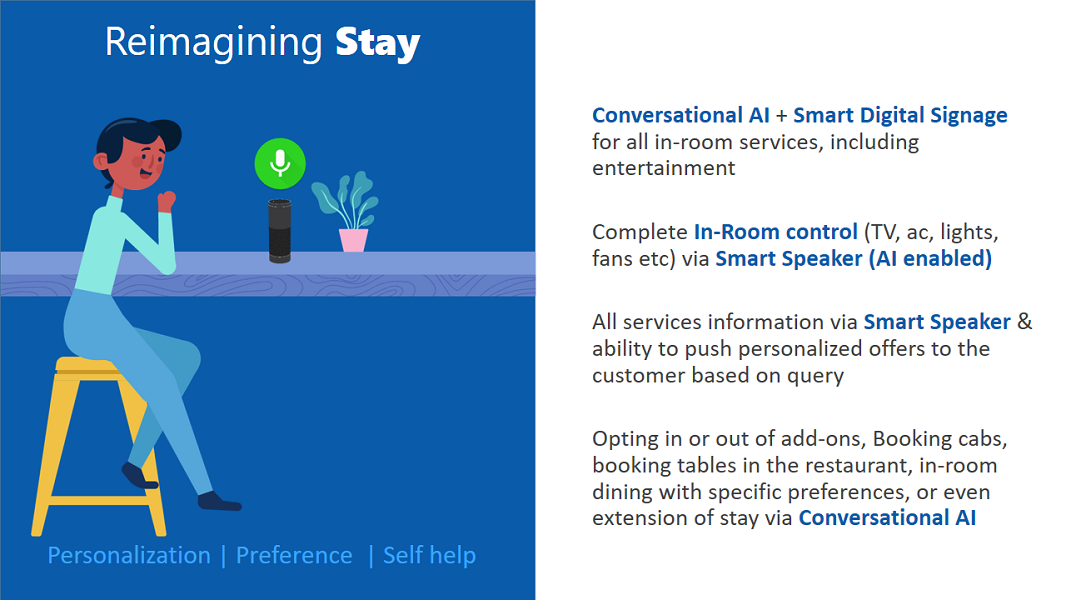 Reimagining Stay
Conversational AI + Smart Digital Signage
for all in-room services, including
entertainment
Complete In-Room control (TV, ac, lights,
fans etc) via Smart Speaker (AI enabled)
All services information via Smart Speaker &
ability to push personalized offers to the
customer based on query
Opting in or out of add-ons, Booking cabs,
booking tables in the restaurant, in-room
dining with specific preferences, or even
extension of stay via Conversational AI
Personalization | Preference | Self help